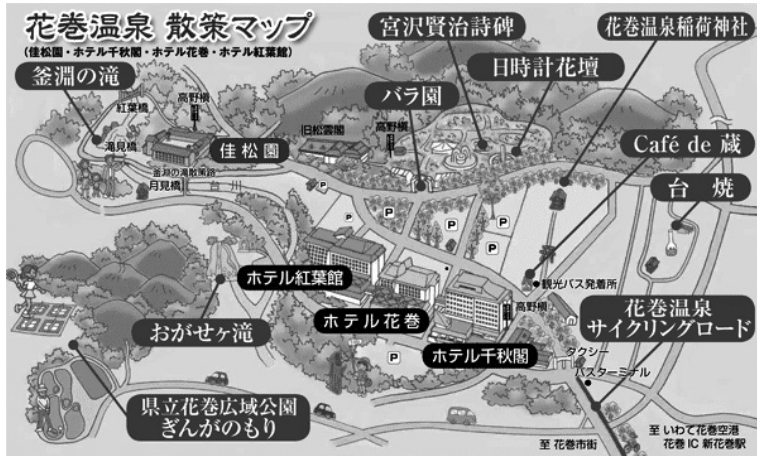 花巻温泉 散策マップ
(佳松園・ホテル千秋閣・ホテル花巻・ホテル紅葉館)
宮沢賢治詩碑
花巻温泉稲荷神社
釜淵の滝
日時計花壇
紅葉橋
高野槇
バラ園
旧松雲閣
高野槇
Café de 蔵
滝見橋
佳松園
台焼
釜淵の滝散策路
月見橋
台川
P
P
P
P
P
P
ホテル紅葉館
観光バス発着所
高野槇
花巻温泉
サイクリングロード
おがせヶ滝
ホテル花巻
ホテル千秋閣
P
タクシー
バスターミナル
県立花巻広域公園
ぎんがのもり
至 花巻市街
至 いわて花巻空港
花巻IC 新花巻駅